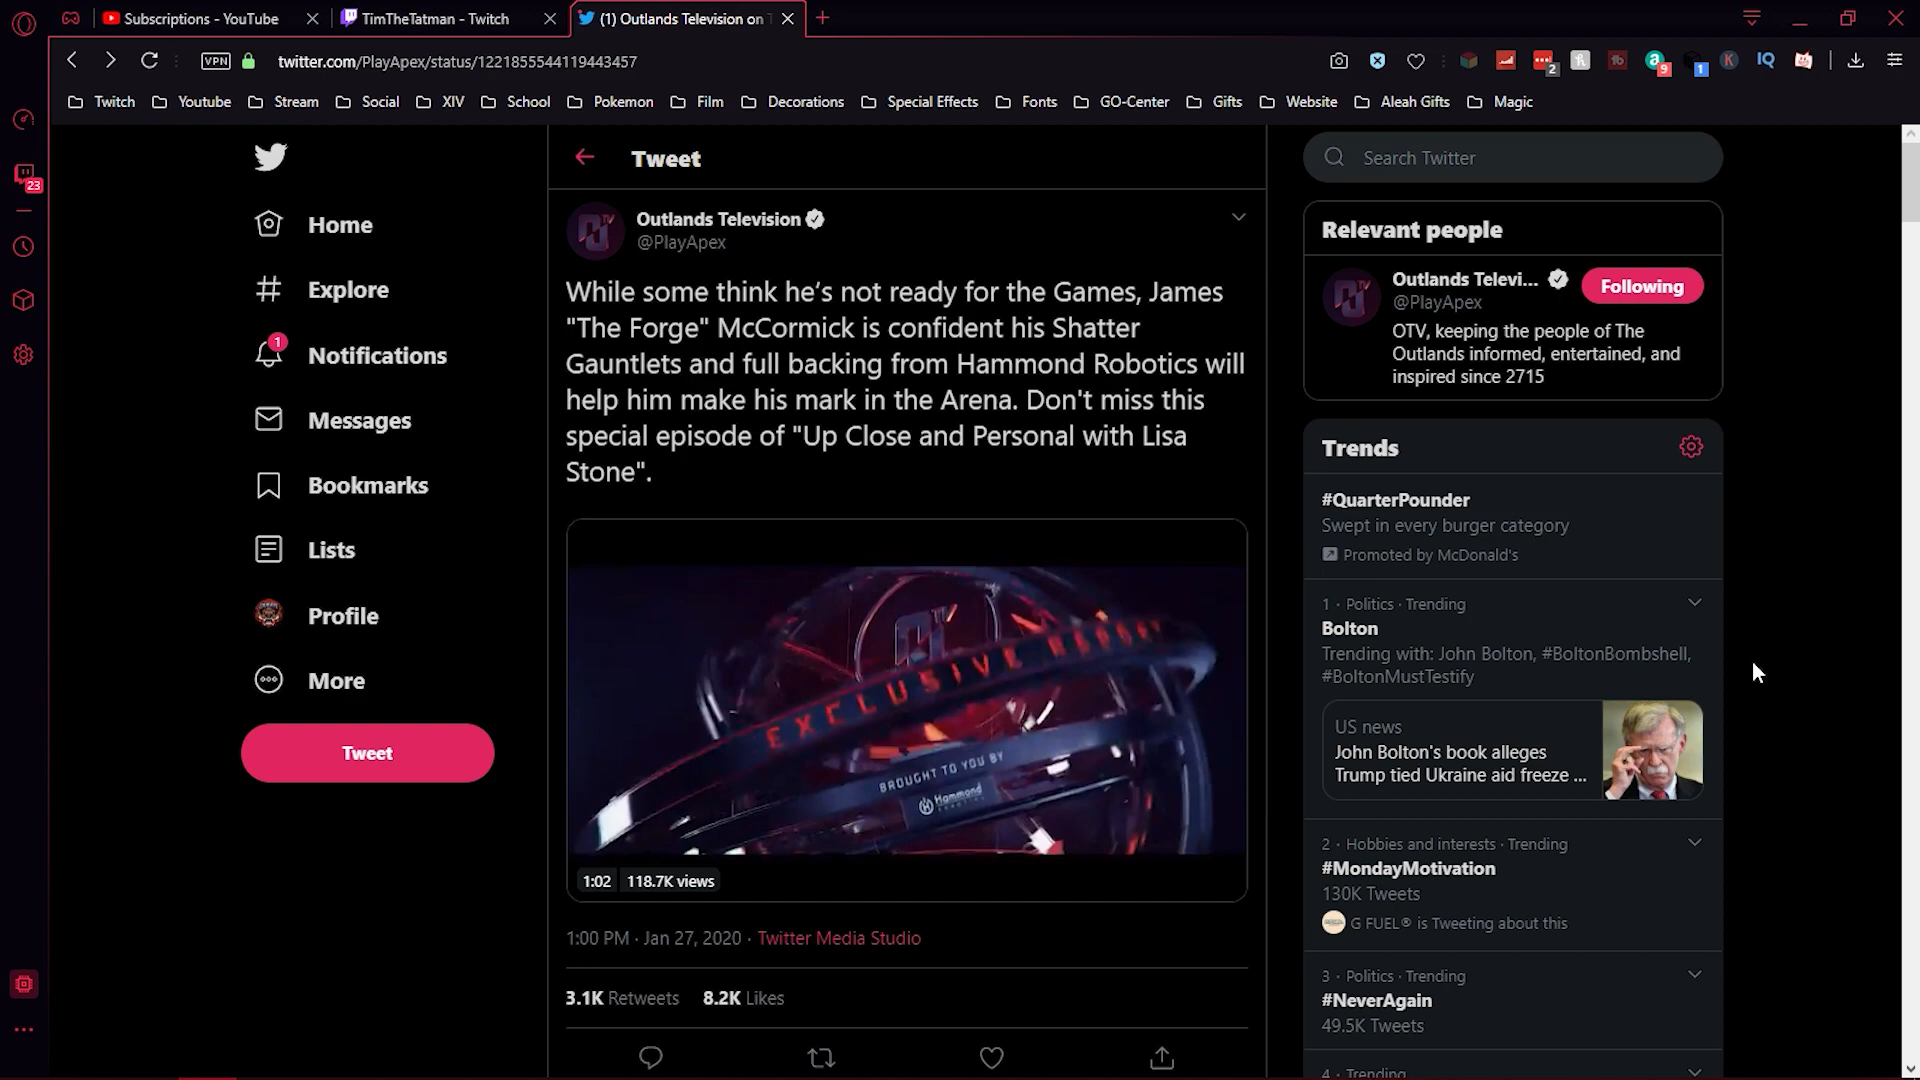 Subscriptions - YouTube
TimTheTatman - Twitch
(1) Outlands Television on T
VPN
twitter.com/PlayApex/status/1221855544119443457
2
9
1
K
IQ
Twitch
Youtube
Stream
Social
XIV
School
Pokemon
Film
Decorations
Special Effects
Fonts
GO-Center
Gifts
Website
Aleah Gifts
Magic
23
Home
Explore
1
Notifications
Messages
Bookmarks
Lists
Profile
More
Tweet
Tweet
Outlands Television
@PlayApex
While some think he's not ready for the Games, James
"The Forge" McCormick is confident his Shatter
Gauntlets and full backing from Hammond Robotics will
help him make his mark in the Arena. Don't miss this
special episode of "Up Close and Personal with Lisa
Stone".
EXCLUSIVE REPORT
BROUGHT TO YOU BY
Hammond
1:02
118.7K views
1:00 PM · Jan 27, 2020 · Twitter Media Studio
3.1K Retweets 8.2K Likes
Search Twitter
Relevant people
Outlands Televi...
@PlayApex
Following
OTV, keeping the people of The
Outlands informed, entertained, and
inspired since 2715
Trends
#QuarterPounder
Swept in every burger category
Promoted by McDonald's
1 · Politics · Trending
Bolton
Trending with: John Bolton, #BoltonBombshell,
#BoltonMustTestify
US news
John Bolton's book alleges
Trump tied Ukraine aid freeze ...
2 · Hobbies and interests · Trending
#MondayMotivation
130K Tweets
G FUEL® is Tweeting about this
3 · Politics · Trending
#NeverAgain
49.5K Tweets
4 · Trending